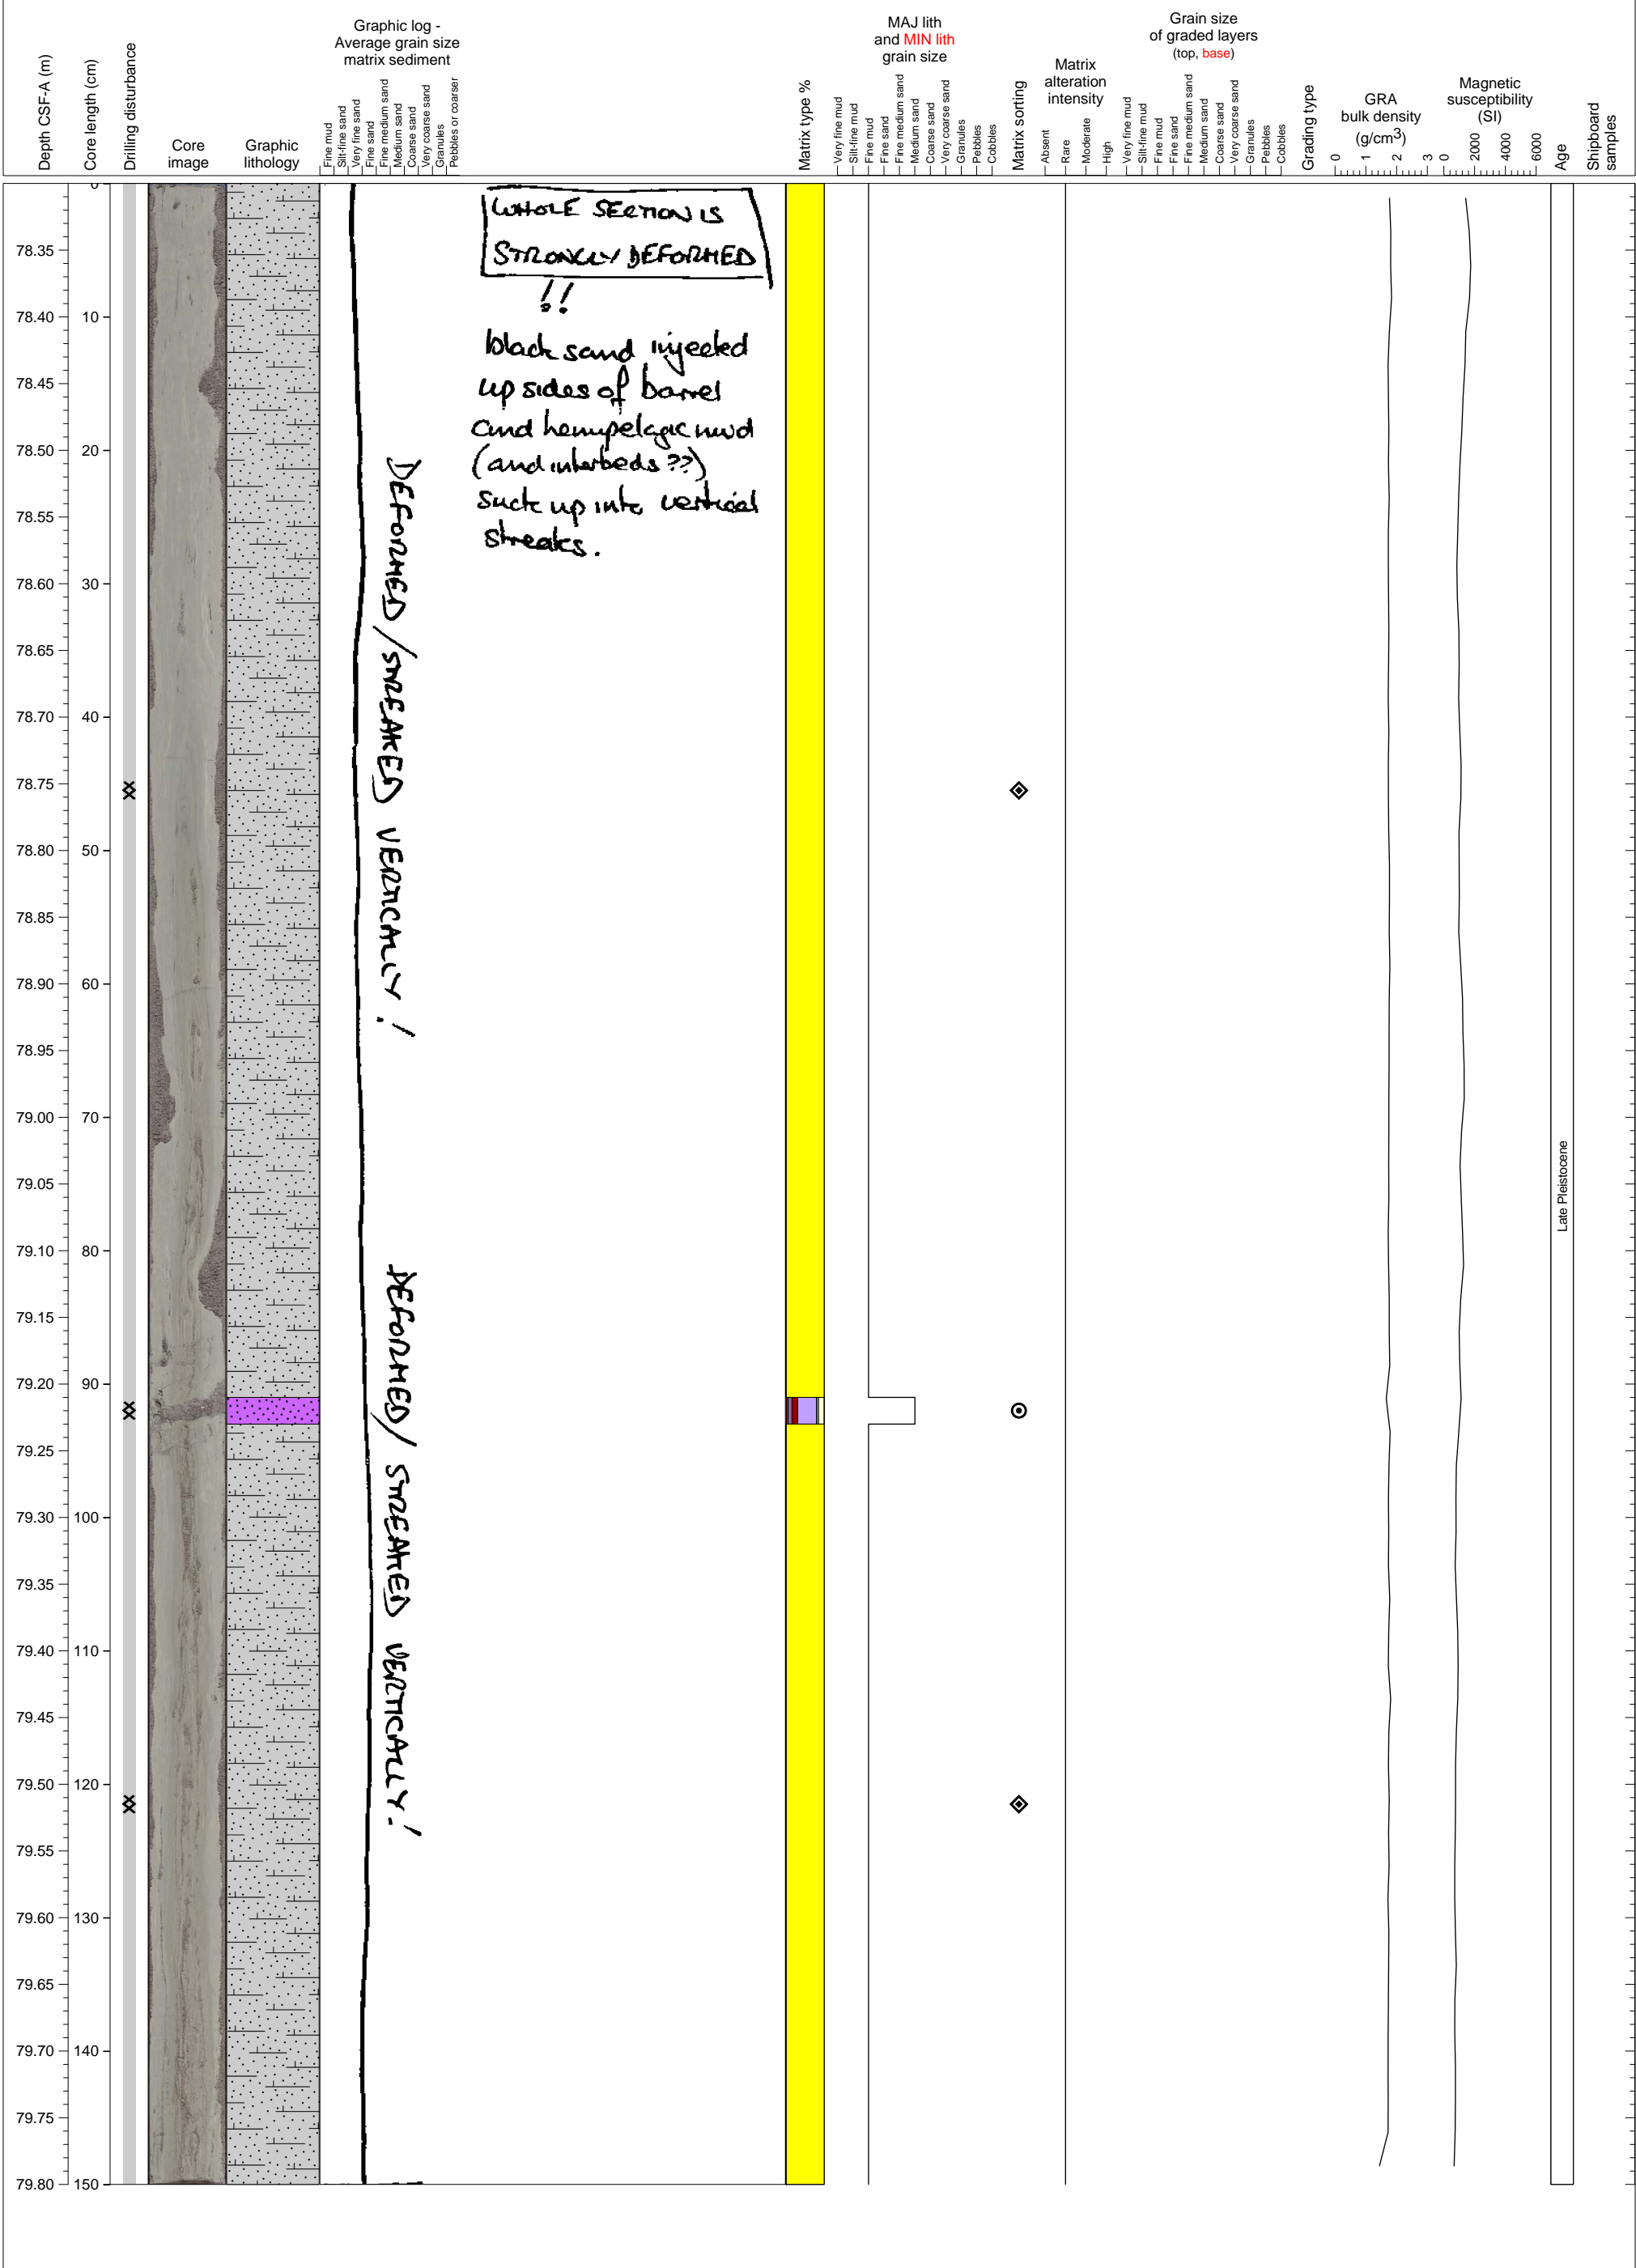 Depth CSF-A (m)
Core length (cm)
Drilling disturbance
Core
image
Graphic
lithology
Graphic log -
Average grain size
matrix sediment
Fine mud
Silt-fine sand
Very fine sand
Fine sand
Fine medium sand
Medium sand
Coarse sand
Very coarse sand
Granules
Pebbles or coarser
Matrix type %
MAJ lith
and MIN lith
grain size
Very fine mud
Silt-fine mud
Fine mud
Fine sand
Fine medium sand
Medium sand
Coarse sand
Very coarse sand
Granules
Pebbles
Cobbles
Matrix sorting
Matrix
alteration
intensity
Absent
Rare
Moderate
High
Grain size
of graded layers
(top, base)
Very fine mud
Silt-fine mud
Fine mud
Fine sand
Fine medium sand
Medium sand
Coarse sand
Very coarse sand
Granules
Pebbles
Cobbles
Grading type
GRA
bulk density
(g/cm3)
0 1 2 3
Magnetic
susceptibility
(SI)
0 2000 4000 6000
Age
Shipboard
samples
78.35
78.40
78.45
78.50
78.55
78.60
78.65
78.70
78.75
78.80
78.85
78.90
78.95
79.00
79.05
79.10
79.15
79.20
79.25
79.30
79.35
79.40
79.45
79.50
79.55
79.60
79.65
79.70
79.75
79.80
0
10
20
30
40
50
60
70
80
90
100
110
120
130
140
150
WHOLE SECTION IS
STRONGLY DEFORMED
!!
black sand injected
up sides of barrel
and hemipelagic mud
(and interbeds ??)
suck up into vertical
streaks.
DEFORMED/STREAKED VERTICALLY !
DEFORMED/ STREAKED VERTICALLY !
Late Pleistocene